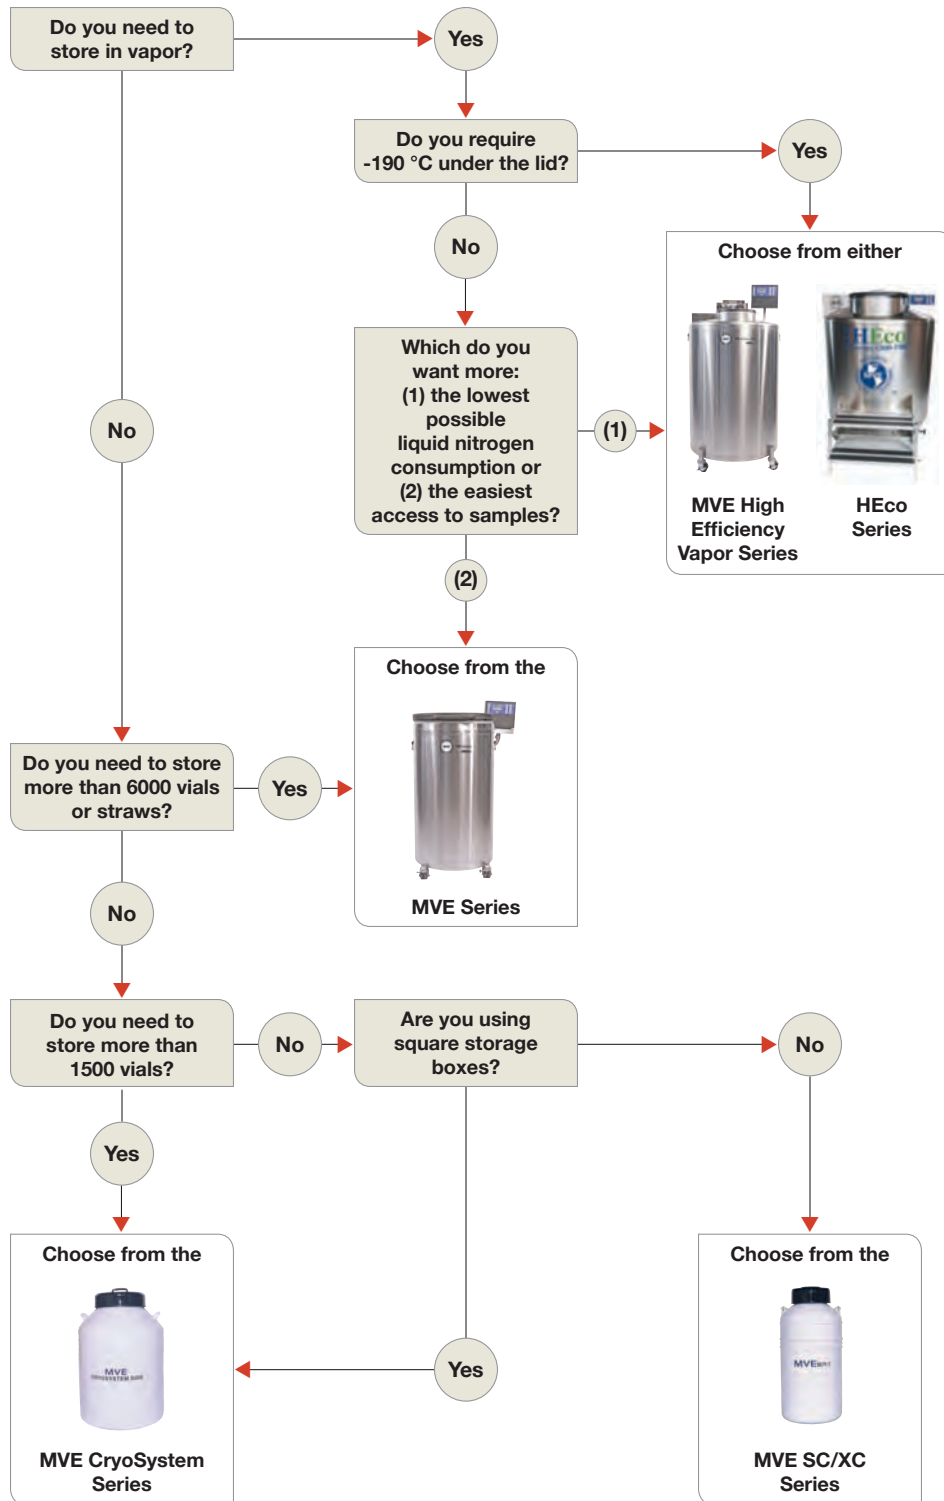 Do you need to
store in vapor?
Yes
Do you require
-190 °C under the lid?
Yes
No
Choose from either
HEco
MVE High
Efficiency
Vapor Series
HEco
Series
Which do you
want more:
(1) the lowest
possible
liquid nitrogen
consumption or
(2) the easiest
access to samples?
(1)
(2)
No
Choose from the
MVE Series
Do you need to store
more than 6000 vials
or straws?
Yes
No
Do you need to
store more than
1500 vials?
No
Are you using
square storage
boxes?
No
Yes
Choose from the
MVE
MVE CryoSystem
Series
Yes
Choose from the
MVE
MVE SC/XC
Series